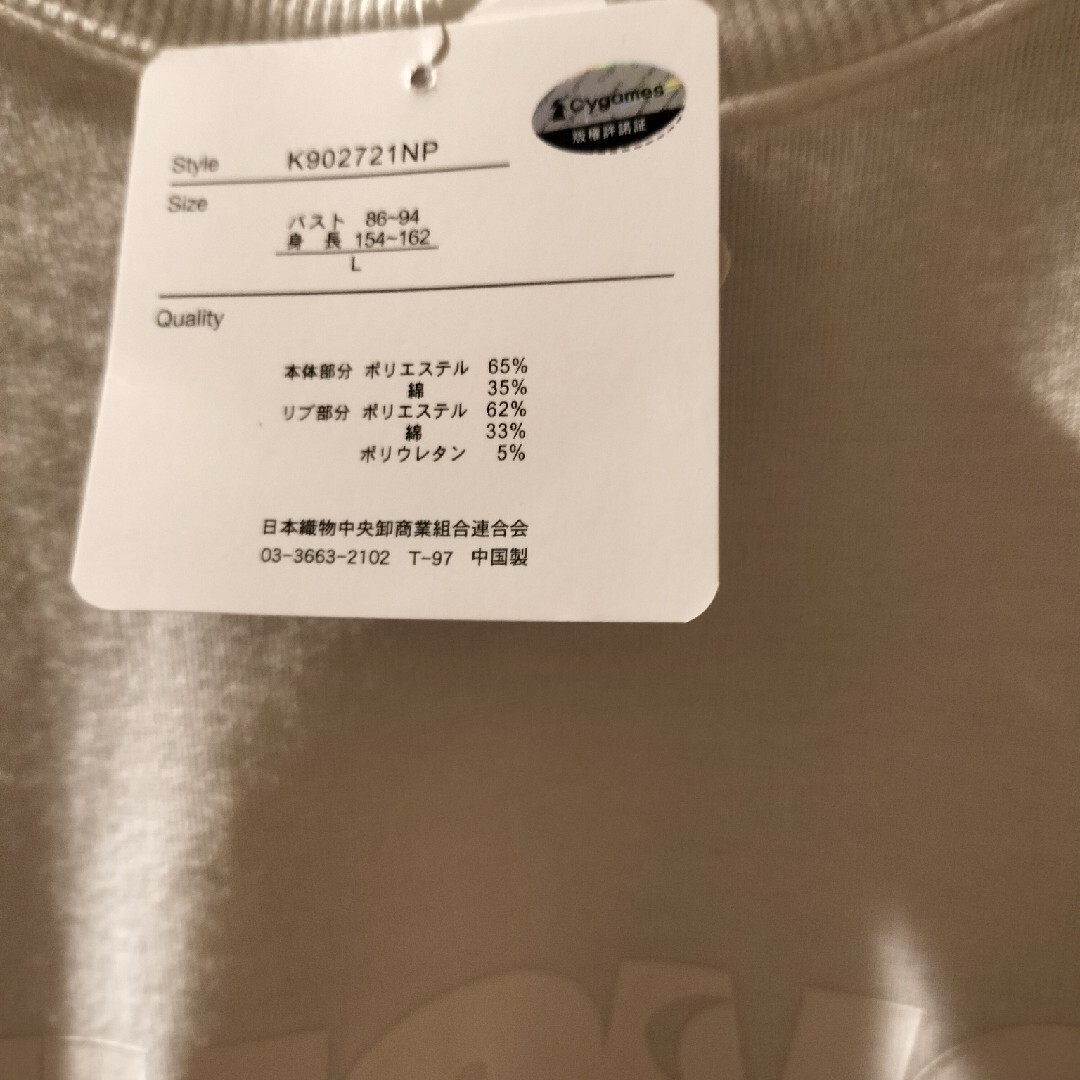 Cygames
版権許諾証
Style K902721NP
Size
バスト 86~94
身 長 154~162
L
Quality
本体部分 ポリエステル 65%
綿 35%
リブ部分 ポリエステル 62%
綿 33%
ポリウレタン 5%
日本織物中央卸商業組合連合会
03-3663-2102 T-97 中国製